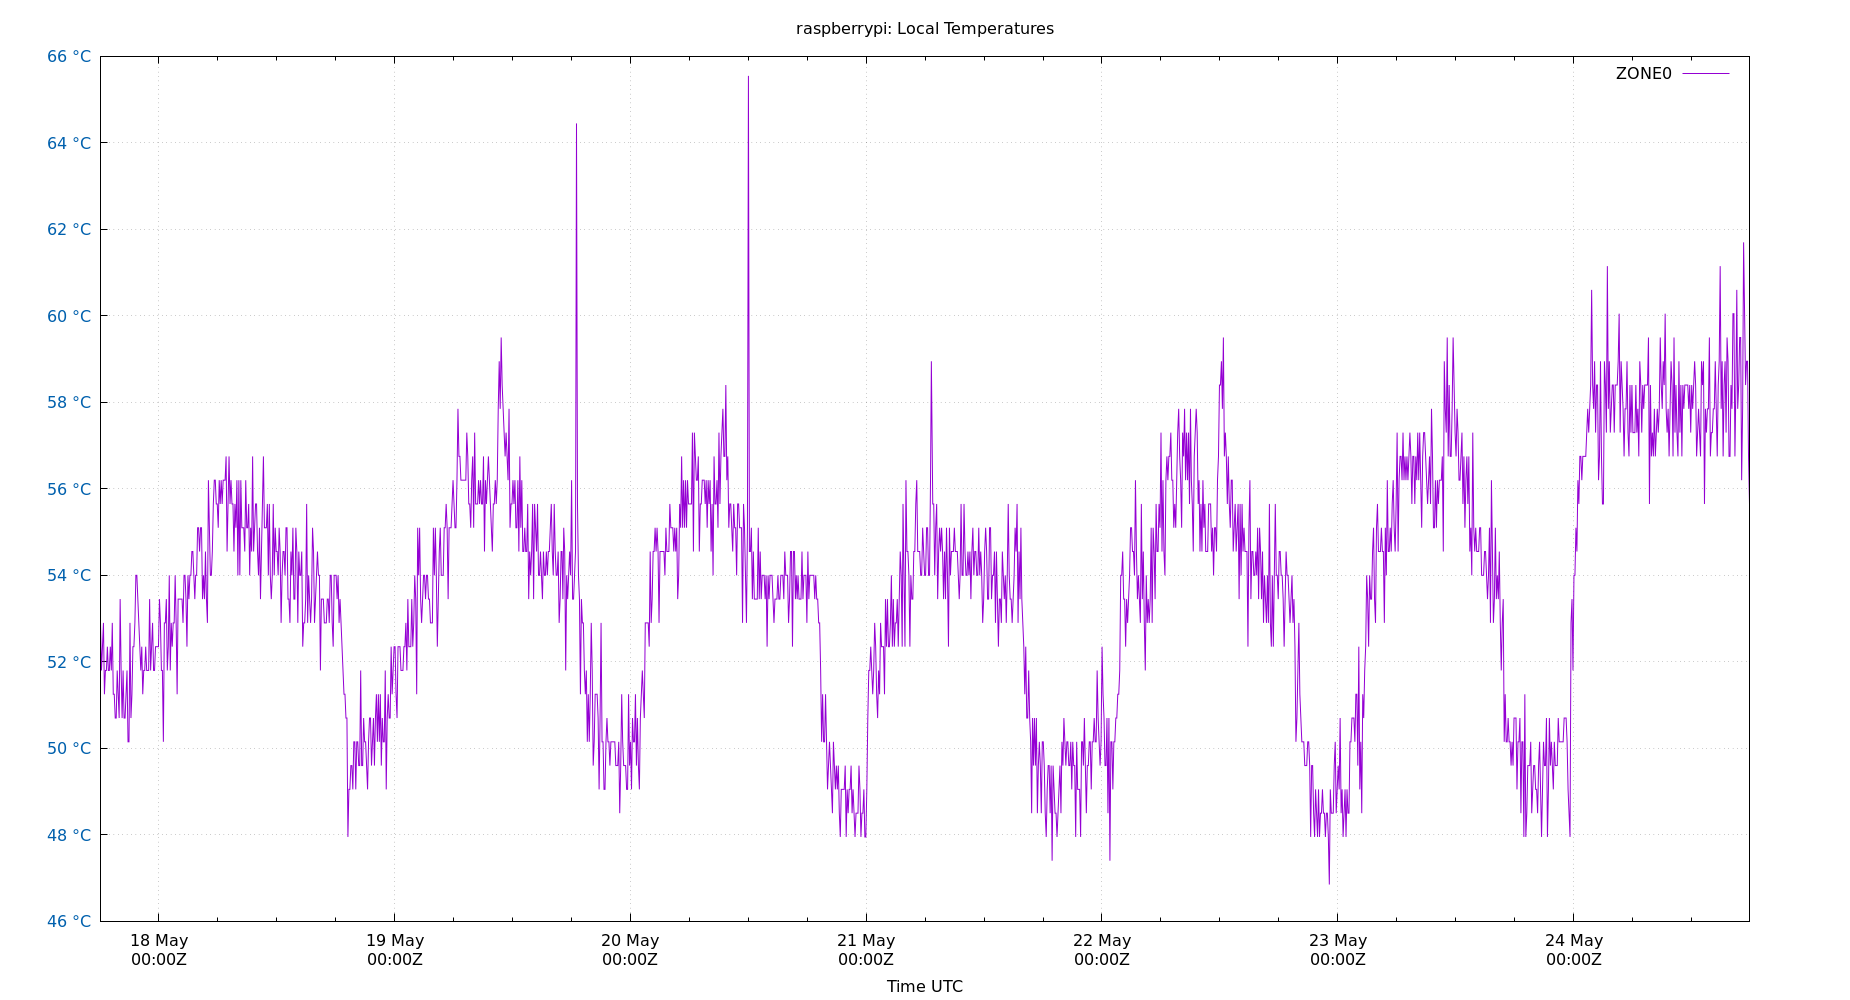 raspberrypi: Local Temperatures
66 °C
ZONE0
64 °C
62 °C
60 °C
58 °C
56 °C
54 °C
52 °C
50 °C
48 °C
46 °C
18 May 19 May 20 May 21 May 22 May 23 May 24 May
00:00Z 00:00Z 00:00Z 00:00Z 00:00Z 00:00Z 00:00Z
Time UTC